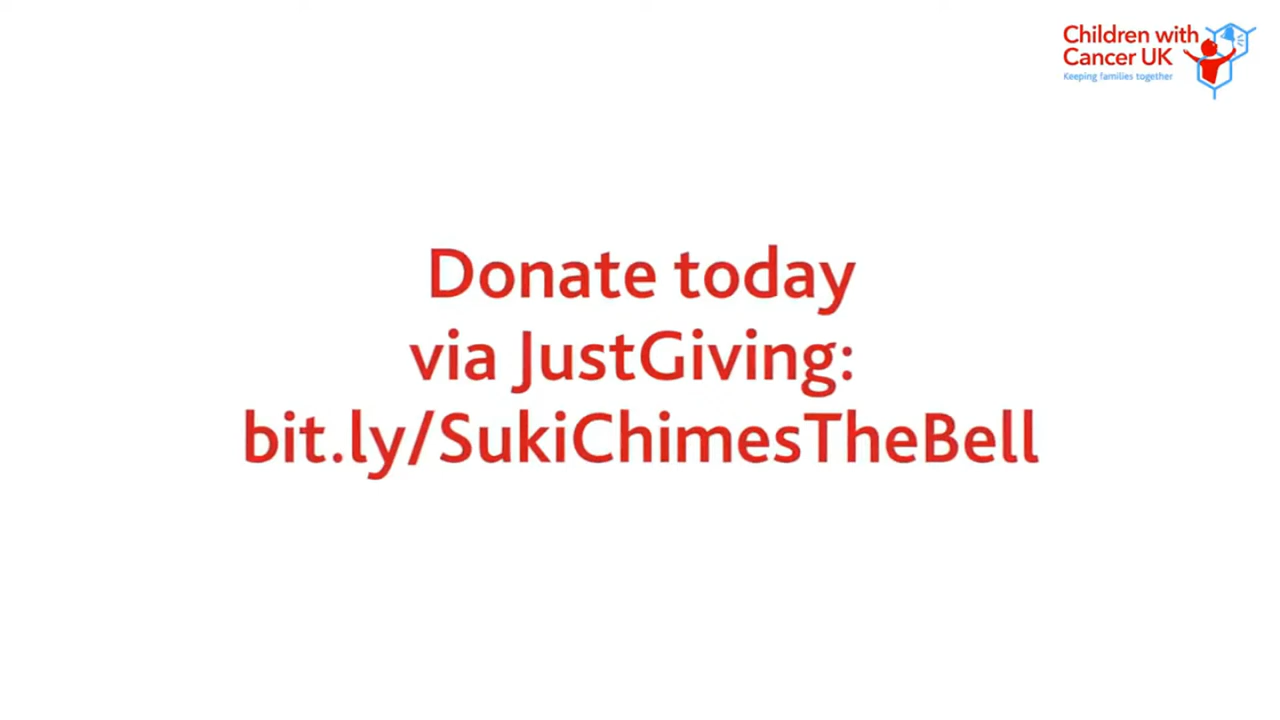 Children with
Cancer UK
Keeping families together
Donate today
via JustGiving:
bit.ly/SukiChimesTheBell